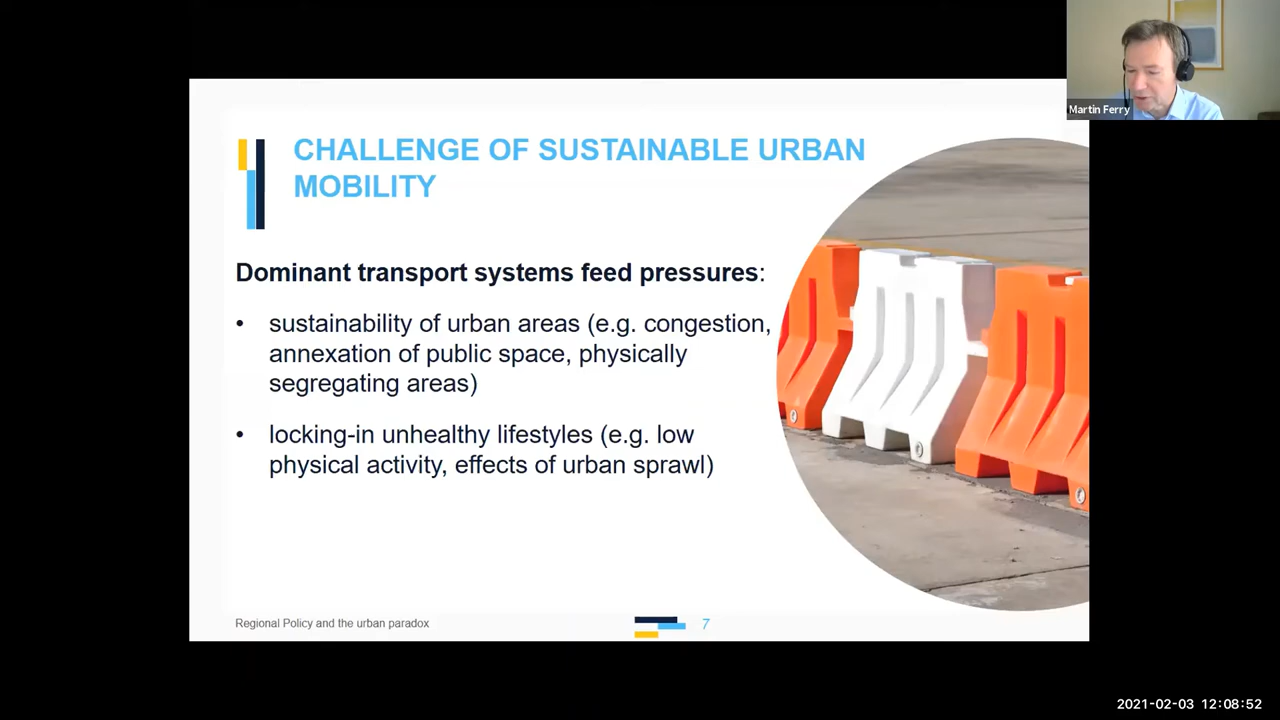 Martin Ferry
CHALLENGE OF SUSTAINABLE URBAN
MOBILITY
Dominant transport systems feed pressures:
• sustainability of urban areas (e.g. congestion,
annexation of public space, physically
segregating areas)
• locking-in unhealthy lifestyles (e.g. low
physical activity, effects of urban sprawl)
Regional Policy and the urban paradox
7
2021-02-03 12:08:52